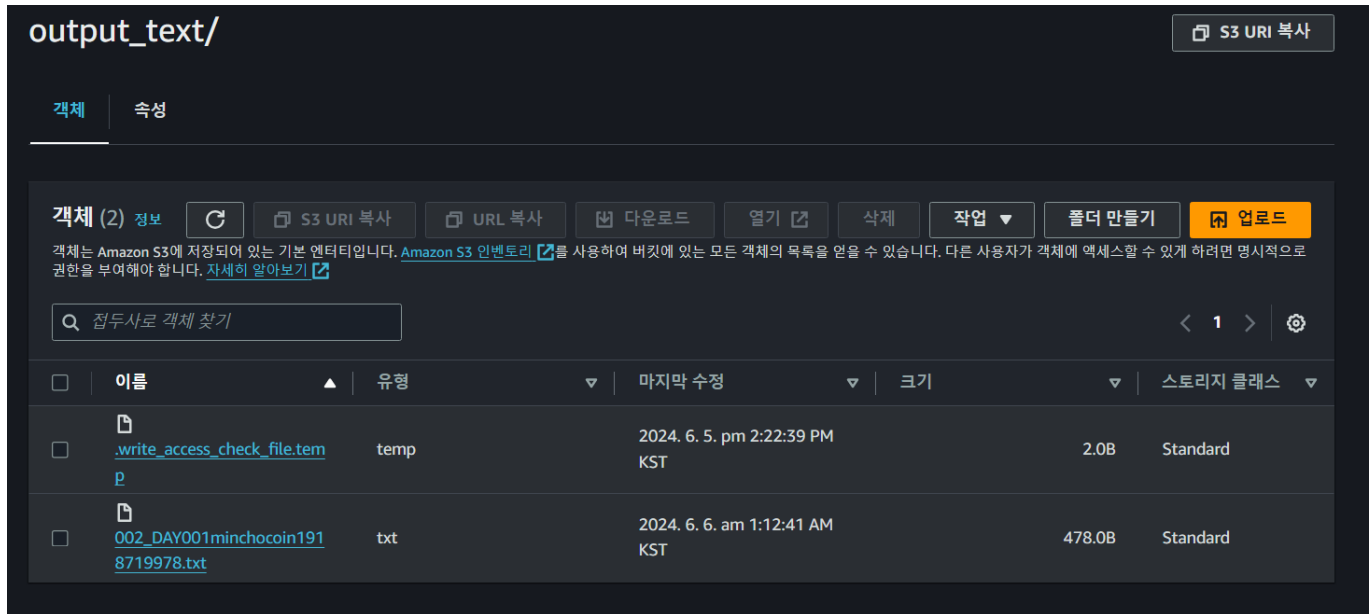 output_text/
S3 URI 복사
객체
속성
객체 (2) 정보
S3 URI 복사
URL 복사
다운로드
열기
삭제
작업 ▼
폴더 만들기
업로드
객체는 Amazon S3에 저장되어 있는 기본 엔터티입니다. Amazon S3 인벤토리 를 사용하여 버킷에 있는 모든 객체의 목록을 얻을 수 있습니다. 다른 사용자가 객체에 액세스할 수 있게 하려면 명시적으로
권한을 부여해야 합니다. 자세히 알아보기
접두사로 객체 찾기
1
이름
유형
마지막 수정
크기
스토리지 클래스
.write_access_check_file.tem
p
temp
2024. 6. 5. pm 2:22:39 PM
KST
2.0B
Standard
002_DAY001minchocoin191
8719978.txt
txt
2024. 6. 6. am 1:12:41 AM
KST
478.0B
Standard